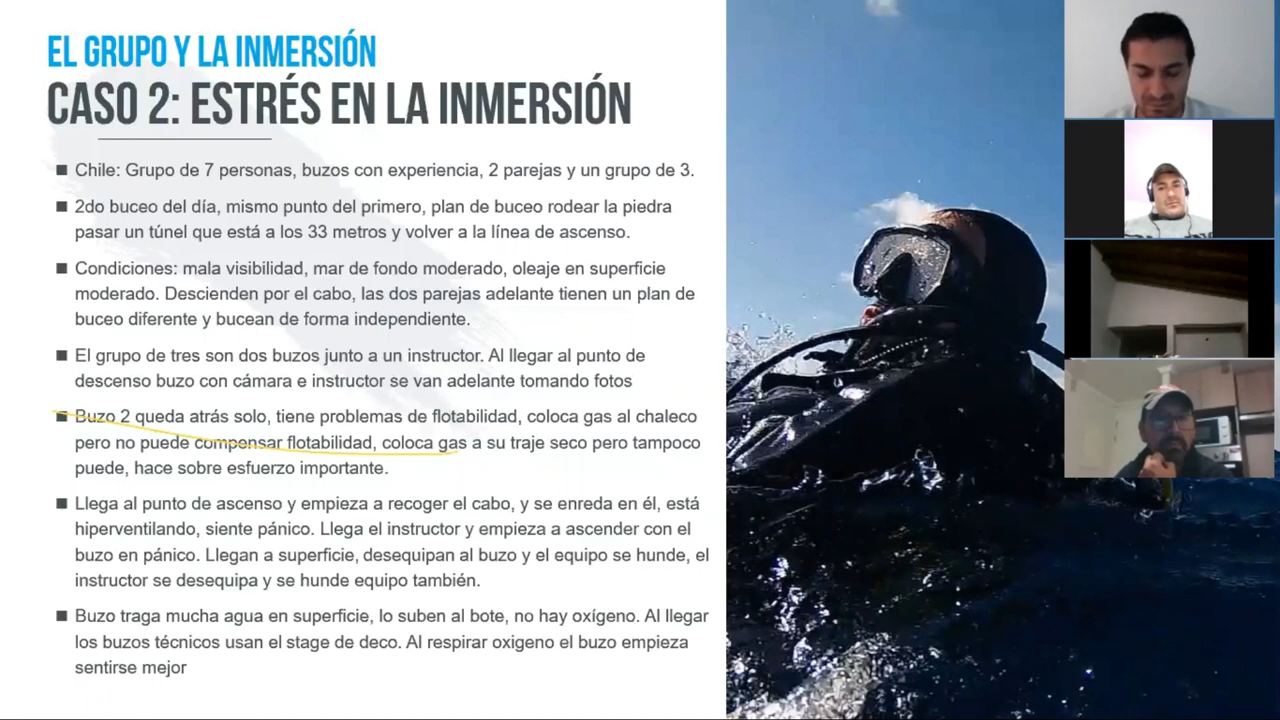 EL GRUPO Y LA INMERSIÓN
CASO 2: ESTRÉS EN LA INMERSIÓN
Chile: Grupo de 7 personas, buzos con experiencia, 2 parejas y un grupo de 3.
2do buceo del día, mismo punto del primero, plan de buceo rodear la piedra
pasar un túnel que está a los 33 metros y volver a la línea de ascenso.
Condiciones: mala visibilidad, mar de fondo moderado, oleaje en superficie
moderado. Descienden por el cabo, las dos parejas adelante tienen un plan de
buceo diferente y bucean de forma independiente.
El grupo de tres son dos buzos junto a un instructor. Al llegar al punto de
descenso buzo con cámara e instructor se van adelante tomando fotos
Buzo 2 queda atrás solo, tiene problemas de flotabilidad, coloca gas al chaleco
pero no puede compensar flotabilidad, coloca gas a su traje seco pero tampoco
puede, hace sobre esfuerzo importante.
Llega al punto de ascenso y empieza a recoger el cabo, y se enreda en él, está
hiperventilando, siente pánico. Llega el instructor y empieza a ascender con el
buzo en pánico. Llegan a superficie, desequipan al buzo y el equipo se hunde, el
instructor se desequipa y se hunde equipo también.
Buzo traga mucha agua en superficie, lo suben al bote, no hay oxígeno. Al llegar
los buzos técnicos usan el stage de deco. Al respirar oxigeno el buzo empieza
sentirse mejor